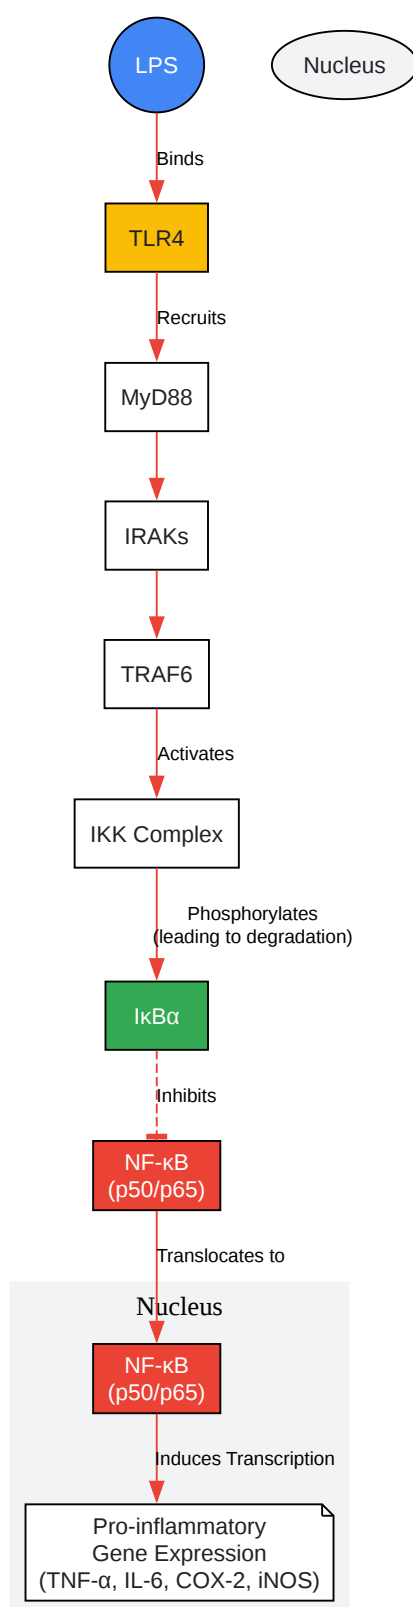 LPS
Nucleus
Binds
TLR4
Recruits
MyD88
IRAKs
TRAF6
Activates
IKK Complex
Phosphorylates
(leading to degradation)
IκBα
Inhibits
NF-κB
(p50/p65)
Translocates to
Nucleus
NF-κB
(p50/p65)
Induces Transcription
Pro-inflammatory
Gene Expression
(TNF-α, IL-6, COX-2, iNOS)